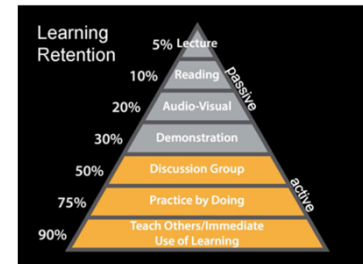 Learning
Retention
5% Lecture
10% Reading
20% Audio-Visual
30% Demonstration
50% Discussion Group
75% Practice by Doing
90% Teach Others/Immediate
Use of Learning
passive
active